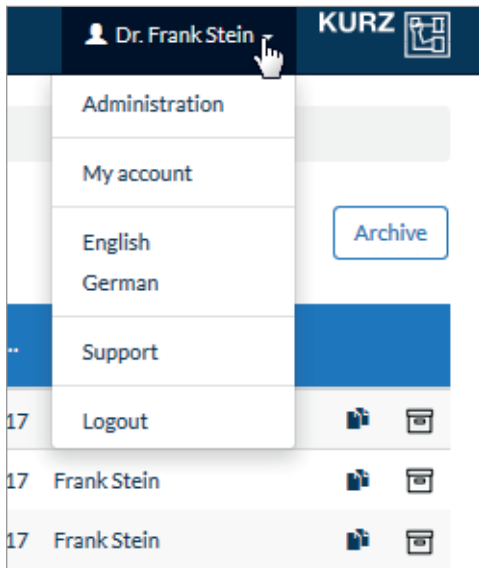 Dr. Frank Stein
KURZ
Administration
My account
Archive
English
German
..
Support
17
Logout
17 Frank Stein
17 Frank Stein